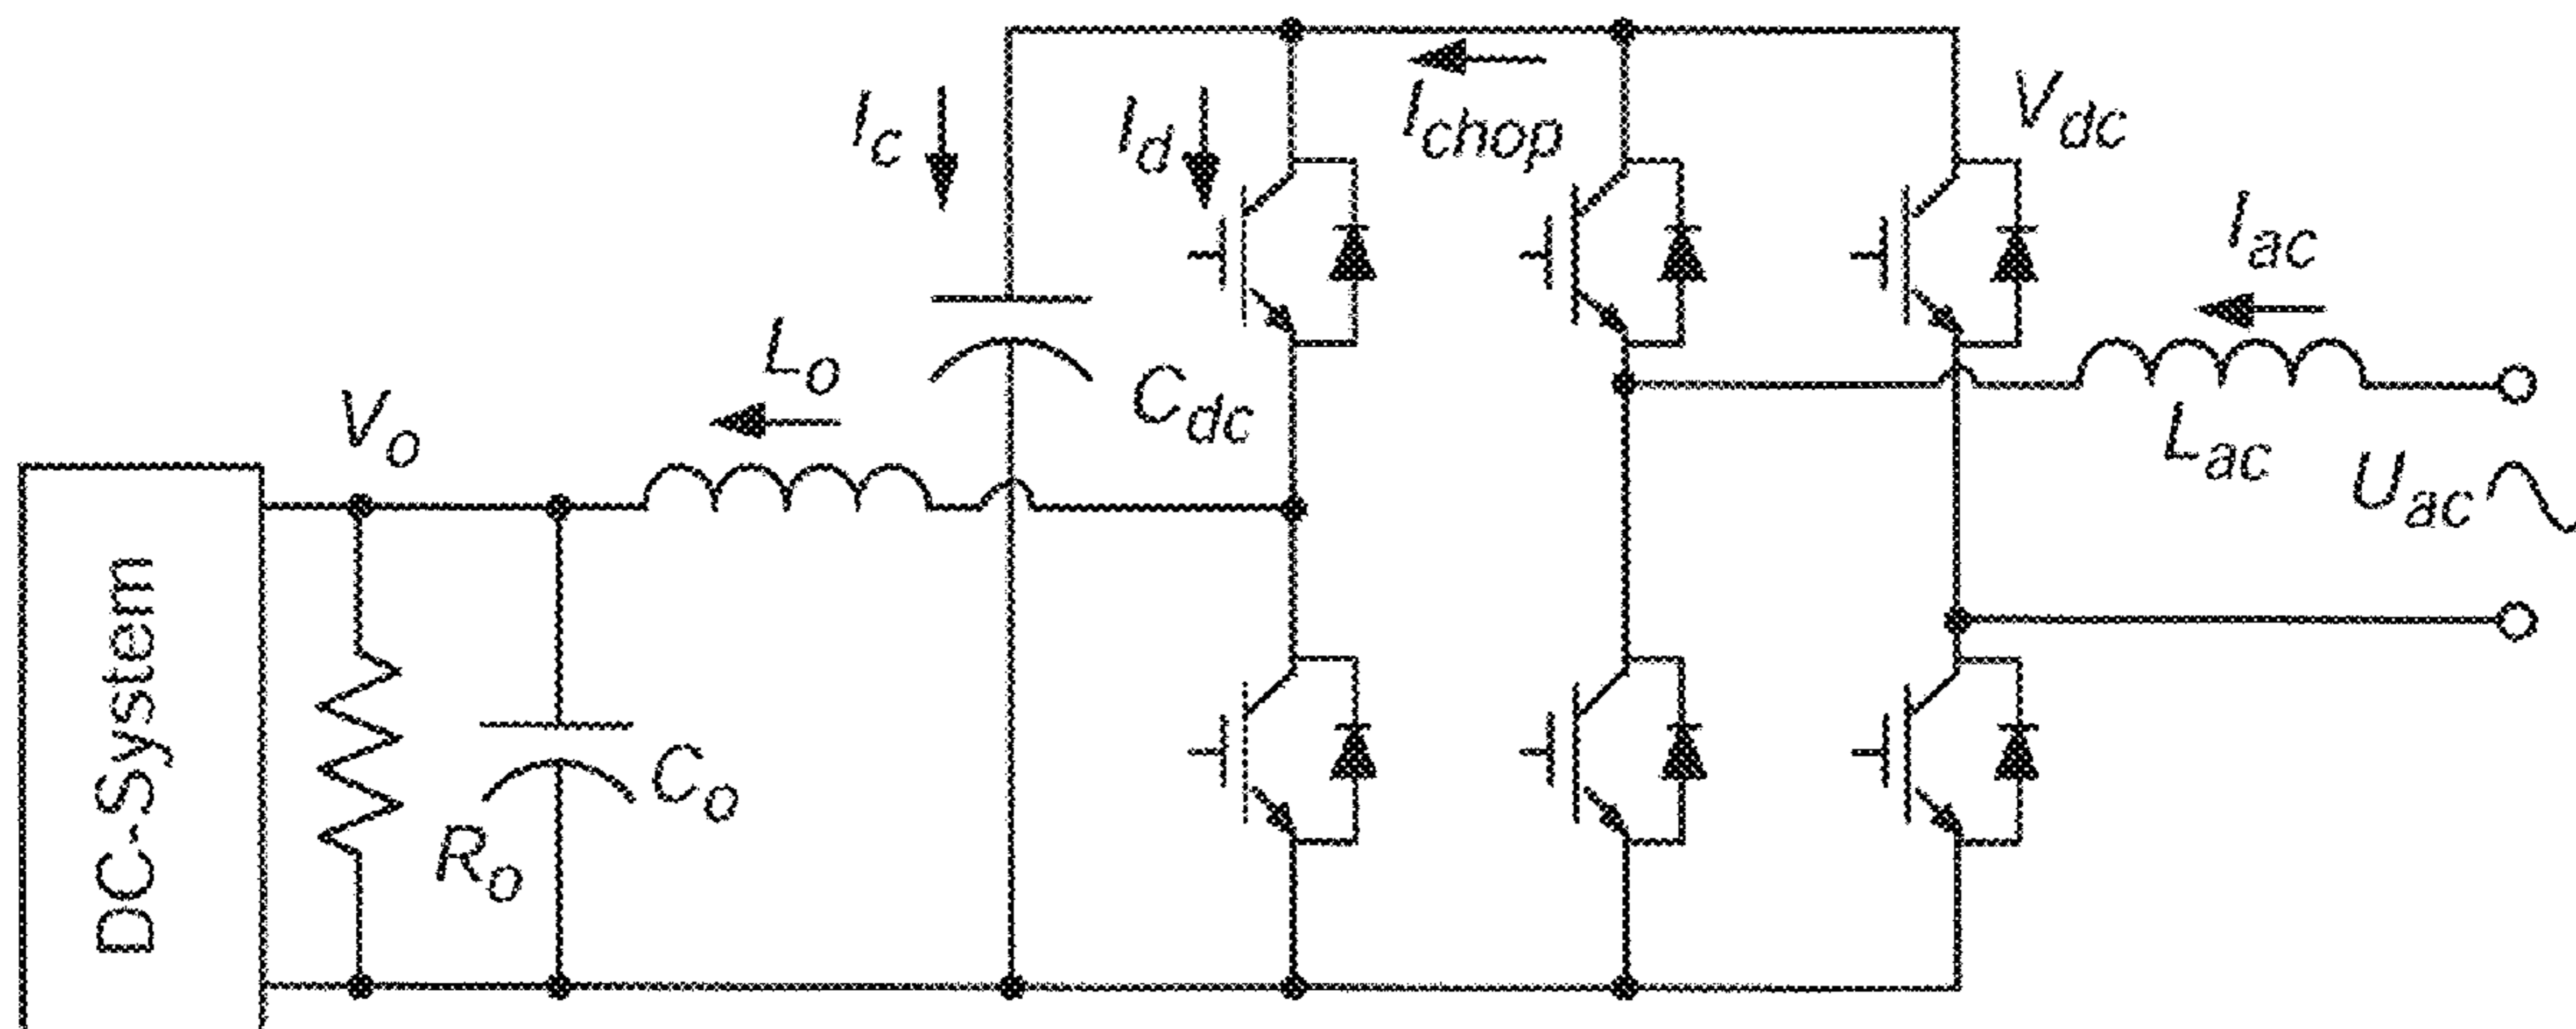 I_c
I_d
I_chop
V_dc
I_ac
L_o
V_o
C_dc
L_ac
U_ac
DC-System
R_o
C_o